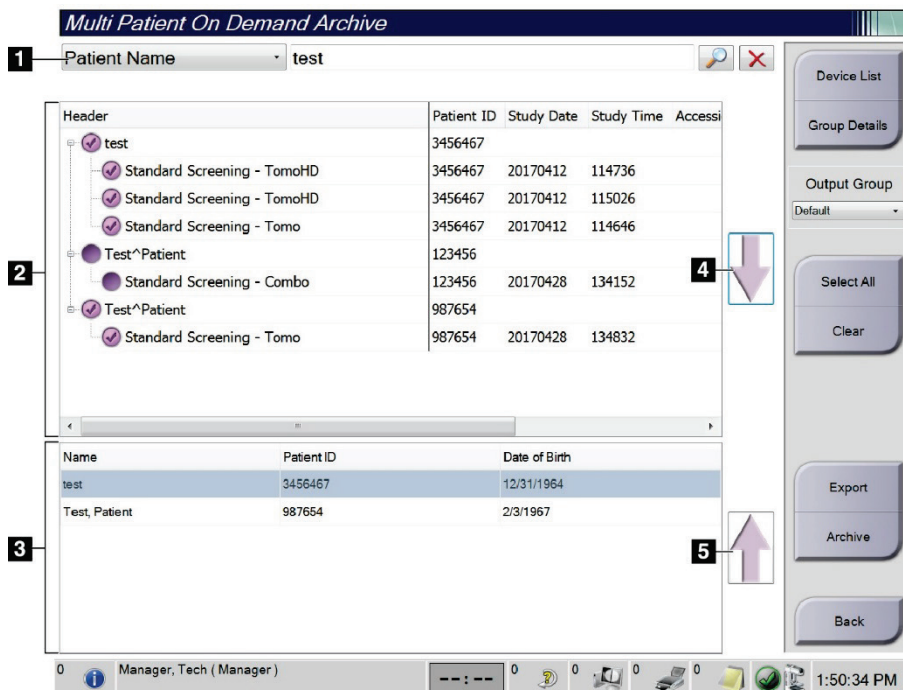 Multi Patient On Demand Archive
1 Patient Name test
Device List
Group Details
Output Group
Default
Select All
Clear
Export
Archive
Back
2
Header Patient ID Study Date Study Time Accessi
test 3456467
Standard Screening - TomoHD 3456467 20170412 114736
Standard Screening - TomoHD 3456467 20170412 115026
Standard Screening - Tomo 3456467 20170412 114646
Test^Patient 123456
Standard Screening - Combo 123456 20170428 134152
Test^Patient 987654
Standard Screening - Tomo 987654 20170428 134832
4
3
Name Patient ID Date of Birth
test 3456467 12/31/1964
Test, Patient 987654 2/3/1967
5
0 Manager, Tech ( Manager ) --:-- 0 0 0 0 1:50:34 PM